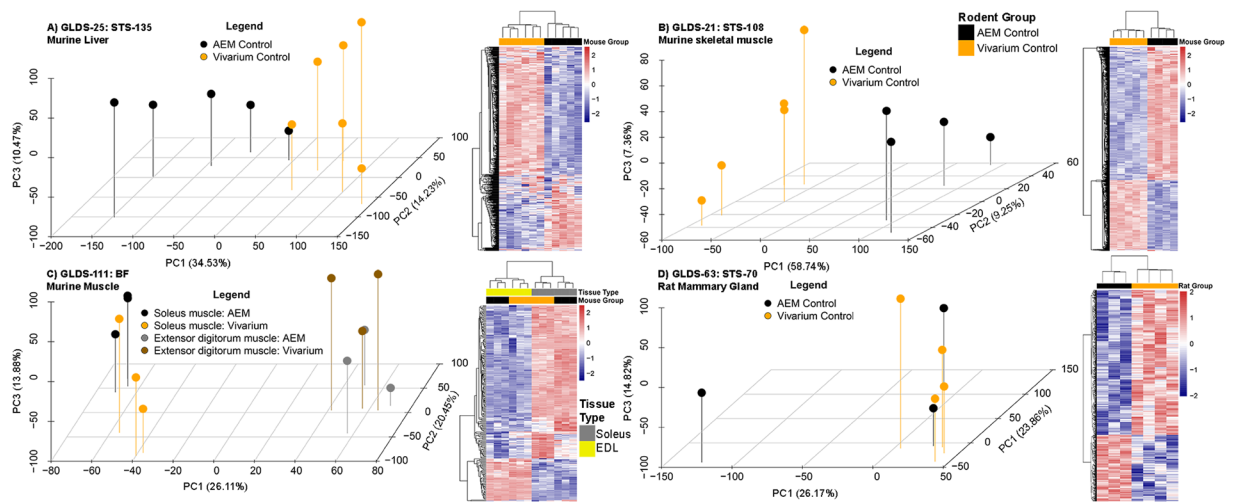 A) GLDS-25: STS-135
Murine Liver
Legend
AEM Control
Vivarium Control
PC3 (10.47%)
100
50
0
−50
−100
−200
−150
−100
−50
0
50
100
150
PC1 (34.53%)
−150
−100
−50
0
50
100
PC2 (14.23%)
Mouse Group
2
1
0
−1
−2
B) GLDS-21: STS-108
Murine skeletal muscle
Legend
AEM Control
Vivarium Control
Rodent Group
AEM Control
Vivarium Control
PC3 (7.36%)
80
60
40
20
0
−20
−40
−60
−100
−50
0
50
100
150
PC1 (58.74%)
−60
−40
−20
0
20
40
60
PC2 (9.25%)
Mouse Group
2
1
0
−1
−2
C) GLDS-111: BF
Murine Muscle
Legend
Soleus muscle: AEM
Soleus muscle: Vivarium
Extensor digitorum muscle: AEM
Extensor digitorum muscle: Vivarium
PC3 (13.88%)
100
50
0
−50
−100
−80
−60
−40
−20
0
20
40
60
80
PC1 (26.11%)
−100
−50
0
50
100
PC2 (20.45%)
Tissue Type
Mouse Group
2
1
0
−1
−2
Tissue
Type
Soleus
EDL
D) GLDS-63: STS-70
Rat Mammary Gland
Legend
AEM Control
Vivarium Control
PC3 (14.82%)
150
100
50
0
−50
−100
−150
−100
−50
0
50
100
PC1 (26.17%)
−50
0
50
100
150
PC1 (23.86%)
Rat Group
2
1
0
−1
−2